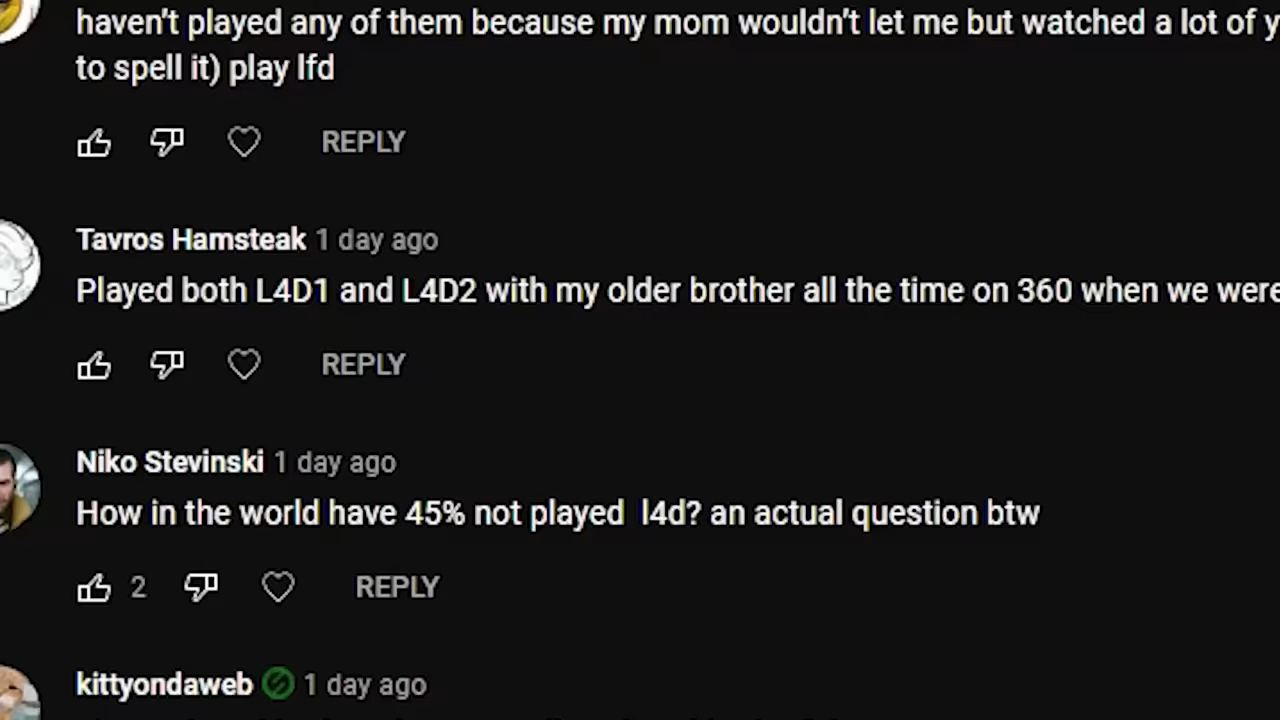 haven't played any of them because my mom wouldn't let me but watched a lot of
to spell it) play lfd
REPLY
Tavros Hamsteak 1 day ago
Played both L4D1 and L4D2 with my older brother all the time on 360 when we were
REPLY
Niko Stevinski 1 day ago
How in the world have 45% not played  l4d? an actual question btw
2 REPLY
kittyondaweb 1 day ago